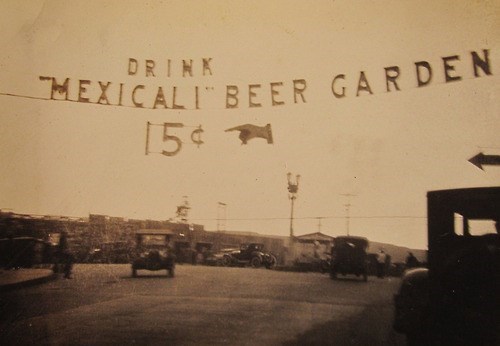 DRINK
"MEXICALI" BEER GARDEN
15¢